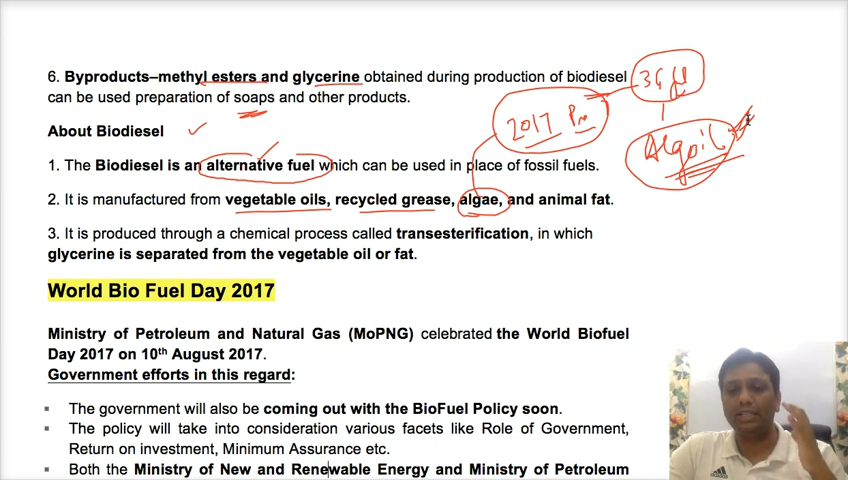 6. Byproducts–methyl esters and glycerine obtained during production of biodiesel
can be used preparation of soaps and other products.
About Biodiesel
1. The Biodiesel is an alternative fuel which can be used in place of fossil fuels.
2. It is manufactured from vegetable oils, recycled grease, algae, and animal fat.
3. It is produced through a chemical process called transesterification, in which
glycerine is separated from the vegetable oil or fat.
World Bio Fuel Day 2017
Ministry of Petroleum and Natural Gas (MoPNG) celebrated the World Biofuel
Day 2017 on 10th August 2017.
Government efforts in this regard:
▪ The government will also be coming out with the BioFuel Policy soon.
▪ The policy will take into consideration various facets like Role of Government,
Return on investment, Minimum Assurance etc.
▪ Both the Ministry of New and Renewable Energy and Ministry of Petroleum
2017 Pre
Algoil
adidas